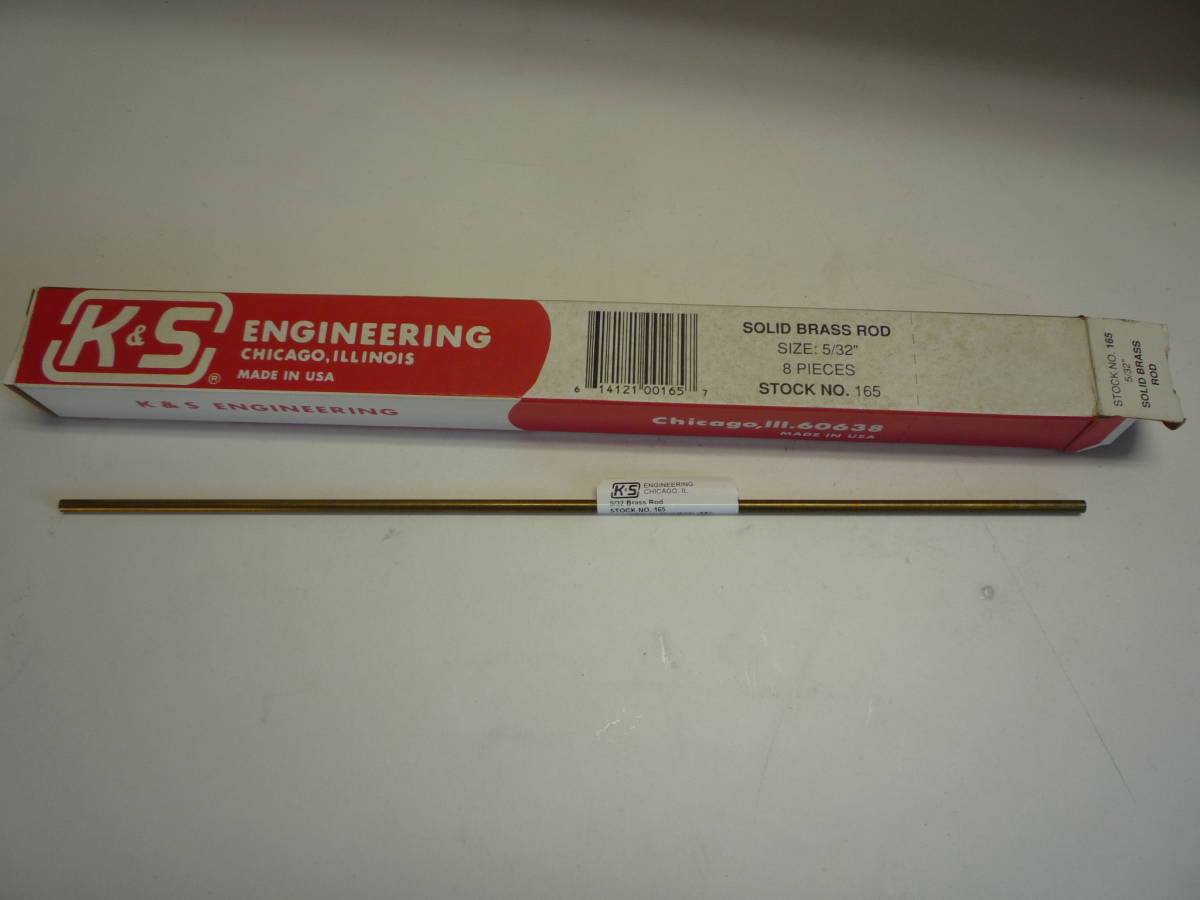 K&S®
ENGINEERING
CHICAGO, ILLINOIS
MADE IN USA
K & S ENGINEERING
6 14121 00165 7
SOLID BRASS ROD
SIZE: 5/32"
8 PIECES
STOCK NO. 165
Chicago, Ill. 60638
MADE IN USA
STOCK NO. 165
5/32"
SOLID BRASS
ROD
K&S ENGINEERING
CHICAGO, IL
5/32 Brass Rod
STOCK NO. 165